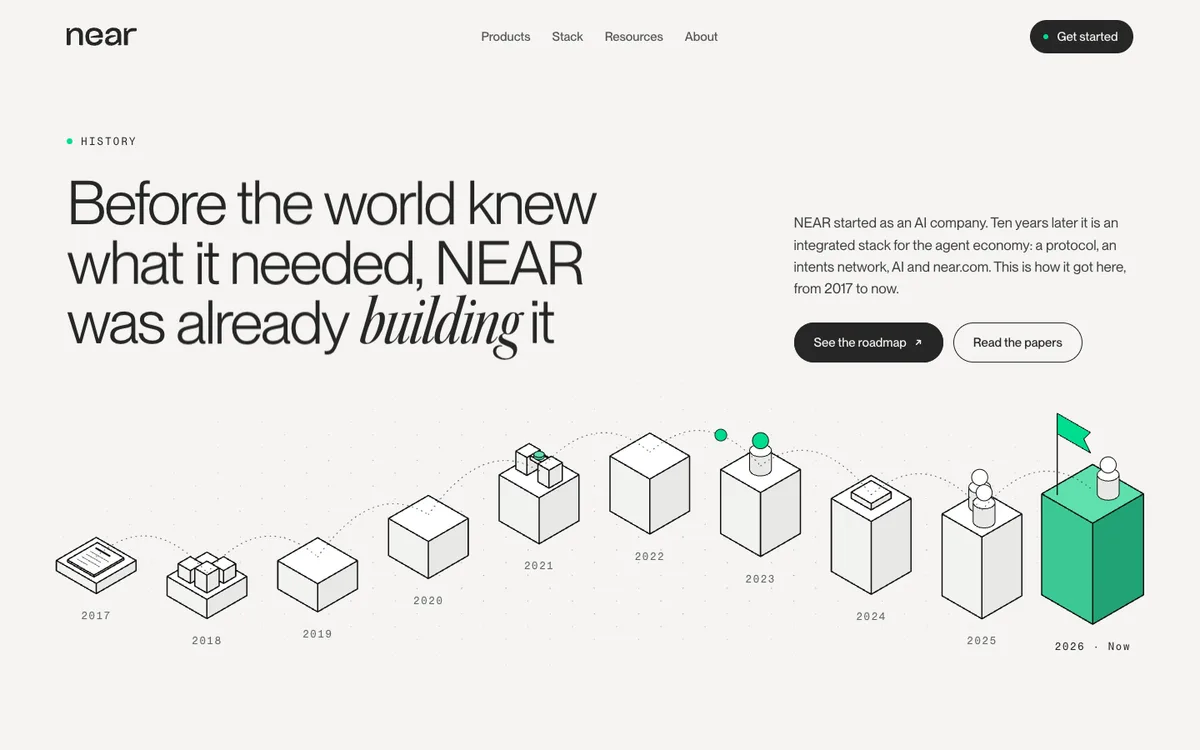 near
Products
Stack
Resources
About
Get started
HISTORY
Before the world knew
what it needed, NEAR
was already building it
NEAR started as an AI company. Ten years later it is an
integrated stack for the agent economy: a protocol, an
intents network, AI and near.com. This is how it got here,
from 2017 to now.
See the roadmap
Read the papers
2017
2018
2019
2020
2021
2022
2023
2024
2025
2026 · Now